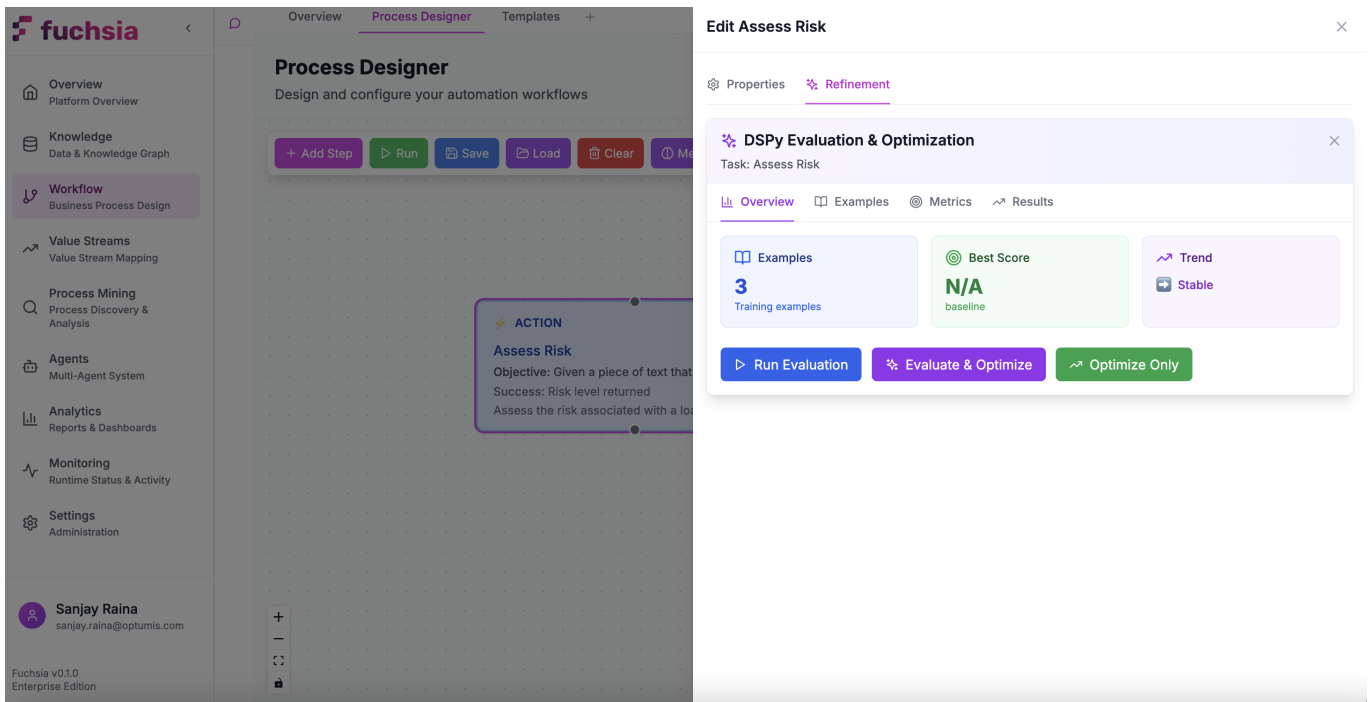 fuchsia
Overview
Platform Overview
Knowledge
Data & Knowledge Graph
Workflow
Business Process Design
Value Streams
Value Stream Mapping
Process Mining
Process Discovery &
Analysis
Agents
Multi-Agent System
Analytics
Reports & Dashboards
Monitoring
Runtime Status & Activity
Settings
Administration
Sanjay Raina
sanjay.raina@optumis.com
Fuchsia v0.1.0
Enterprise Edition
Overview Process Designer Templates +
Process Designer
Design and configure your automation workflows
+ Add Step Run Save Load Clear Me
ACTION
Assess Risk
Objective: Given a piece of text that
Success: Risk level returned
Assess the risk associated with a loa
Edit Assess Risk
Properties Refinement
DSPy Evaluation & Optimization
Task: Assess Risk
Overview Examples Metrics Results
Examples
3
Training examples
Best Score
N/A
baseline
Trend
Stable
Run Evaluation Evaluate & Optimize Optimize Only